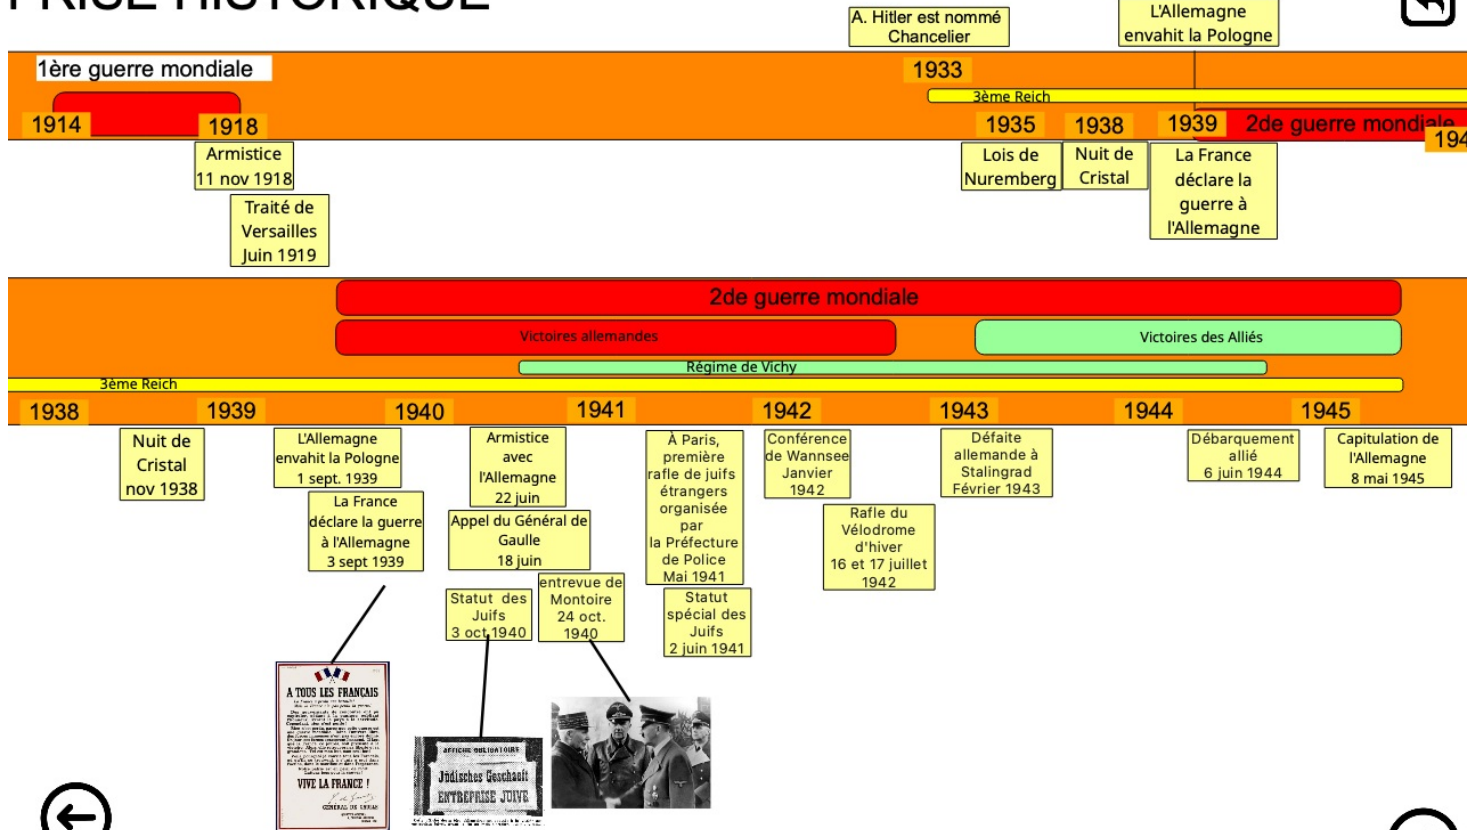 FRISE HISTORIQUE
A. Hitler est nommé
Chancelier
L'Allemagne
envahit la Pologne
1ère guerre mondiale
1933
3ème Reich
1914
1918
1935
1938
1939
2de guerre mondiale
194
Armistice
11 nov 1918
Traité de
Versailles
Juin 1919
Lois de
Nuremberg
Nuit de
Cristal
La France
déclare la
guerre à
l'Allemagne
2de guerre mondiale
Victoires allemandes
Victoires des Alliés
Régime de Vichy
3ème Reich
1938
1939
1940
1941
1942
1943
1944
1945
Nuit de
Cristal
nov 1938
L'Allemagne
envahit la Pologne
1 sept. 1939
La France
déclare la guerre
à l'Allemagne
3 sept 1939
Armistice
avec
l'Allemagne
22 juin
Appel du Général de
Gaulle
18 juin
Statut des
Juifs
3 oct 1940
entrevue de
Montoire
24 oct.
1940
À Paris,
première
rafle de juifs
étrangers
organisée
par
la Préfecture
de Police
Mai 1941
Statut
spécial des
Juifs
2 juin 1941
Conférence
de Wannsee
Janvier
1942
Rafle du
Vélodrome
d'hiver
16 et 17 juillet
1942
Défaite
allemande à
Stalingrad
Février 1943
Débarquement
allié
6 juin 1944
Capitulation de
l'Allemagne
8 mai 1945
A TOUS LES FRANÇAIS
VIVE LA FRANCE !
AFFICHE OBLIGATOIRE
Jüdisches Geschaeft
ENTREPRISE JUIVE